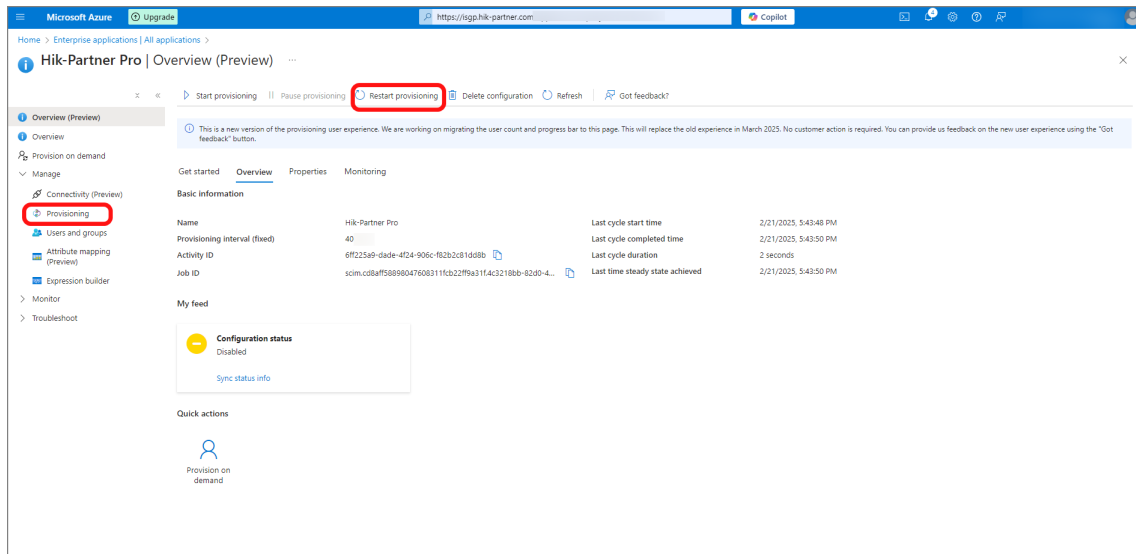 Microsoft Azure
Upgrade
https://isgp.hik-partner.com
Copilot
4
Home > Enterprise applications | All applications >
Hik-Partner Pro | Overview (Preview) ...
Start provisioning
Pause provisioning
Restart provisioning
Delete configuration
Refresh
Got feedback?
Overview (Preview)
Overview
Provision on demand
Manage
Connectivity (Preview)
Provisioning
Users and groups
Attribute mapping
(Preview)
Expression builder
Monitor
Troubleshoot
This is a new version of the provisioning user experience. We are working on migrating the user count and progress bar to this page. This will replace the old experience in March 2025. No customer action is required. You can provide us feedback on the new user experience using the "Got
feedback" button.
Get started Overview Properties Monitoring
Basic information
Name Hik-Partner Pro
Provisioning interval (fixed) 40
Activity ID 6ff225a9-dade-4f24-906c-f82b2c81dd8b
Job ID scim.cd8aff58898047608311fcb22ff9a31f.4c3218bb-82d0-4...
Last cycle start time 2/21/2025, 5:43:48 PM
Last cycle completed time 2/21/2025, 5:43:50 PM
Last cycle duration 2 seconds
Last time steady state achieved 2/21/2025, 5:43:50 PM
My feed
Configuration status
Disabled
Sync status info
Quick actions
Provision on
demand